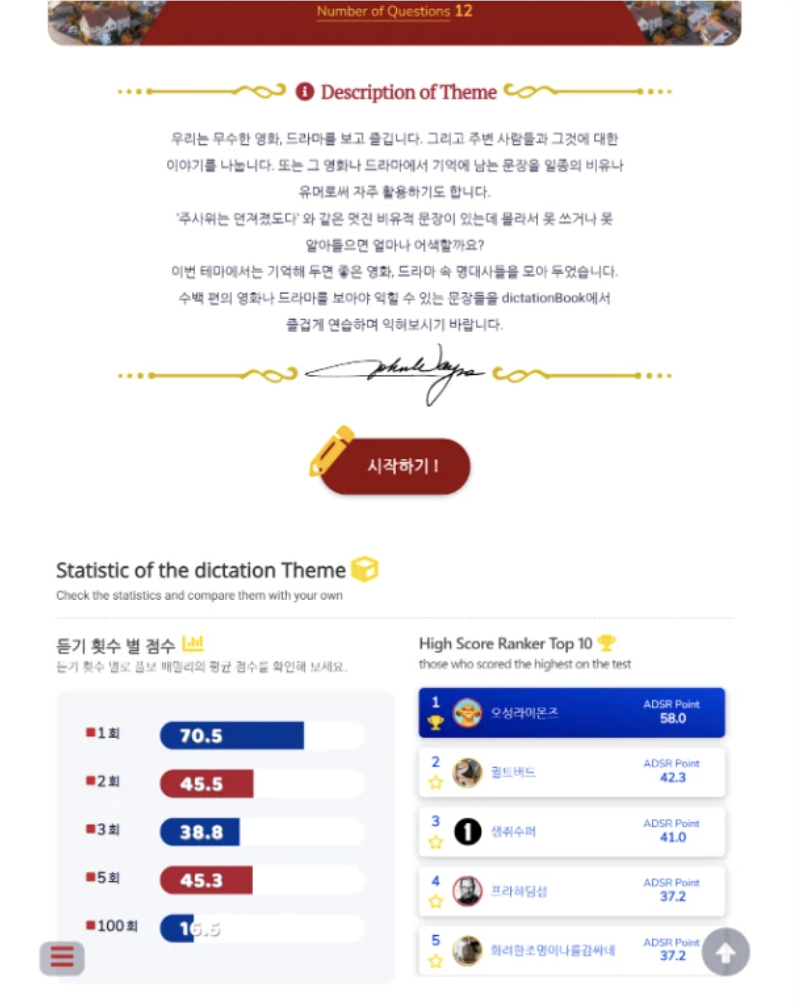 Number of Questions 12
Description of Theme
우리는 무수한 영화, 드라마를 보고 즐깁니다. 그리고 주변 사람들과 그것에 대한
이야기를 나눕니다. 또는 그 영화나 드라마에서 기억에 남는 문장을 일종의 비유나
유머로써 자주 활용하기도 합니다.
'주사위는 던져졌도다' 와 같은 멋진 비유적 문장이 있는데 몰라서 못 쓰거나 못
알아들으면 얼마나 어색할까요?
이번 테마에서는 기억해 두면 좋은 영화, 드라마 속 명대사들을 모아 두었습니다.
수백 편의 영화나 드라마를 보아야 익힐 수 있는 문장들을 dictationBook에서
즐겁게 연습하며 익혀보시기 바랍니다.
시작하기 !
Statistic of the dictation Theme
Check the statistics and compare them with your own
듣기 횟수 별 점수
듣기 횟수 별로 패밀리의 평균 점수를 확인해 보세요.
1회 70.5
2회 45.5
3회 38.8
5회 45.3
100회 16.5
High Score Ranker Top 10
those who scored the highest on the test
1 오성라이온즈 ADSR Point 58.0
2 퀼트버드 ADSR Point 42.3
3 생쥐수퍼 ADSR Point 41.0
4 프라하딤섬 ADSR Point 37.2
5 화려한조명이나를감싸네 ADSR Point 37.2